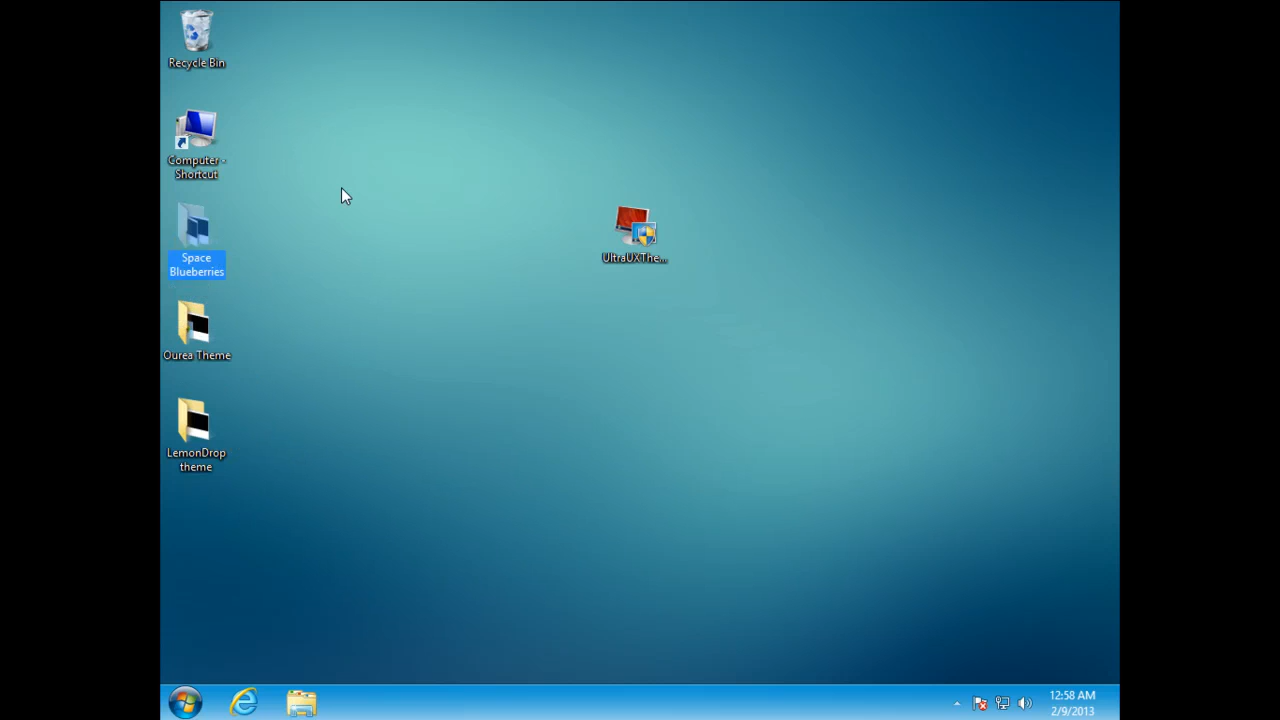 Recycle Bin
Computer -
Shortcut
Space
Blueberries
Ourea Theme
LemonDrop
theme
UltraUXThe...
12:58 AM
2/9/2013